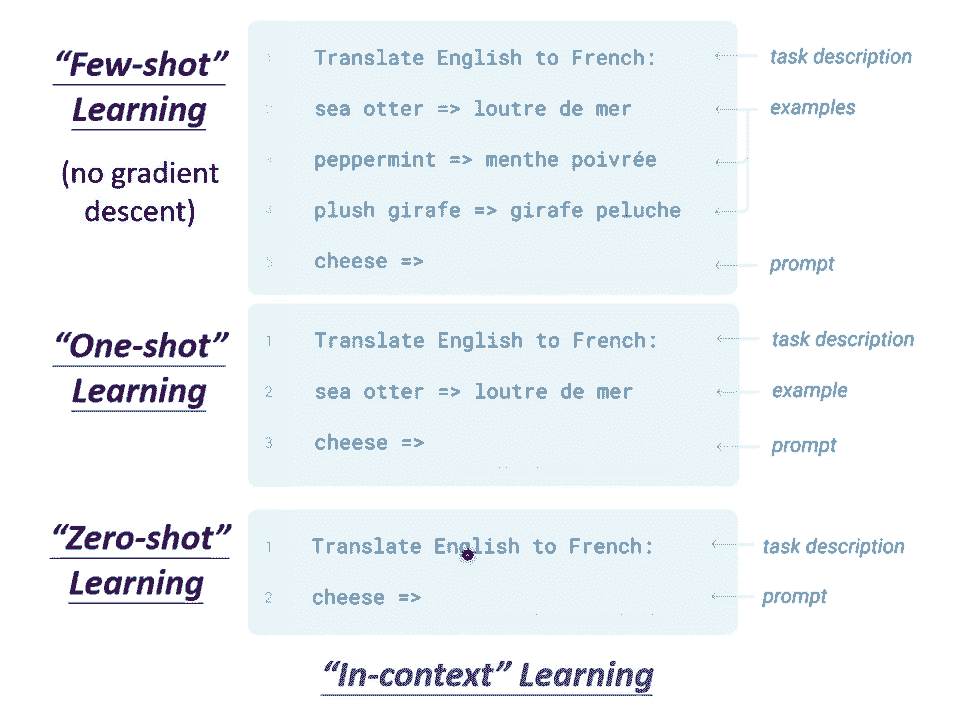 “Few-shot”
Learning
(no gradient
descent)
1 Translate English to French: task description
2 sea otter => loutre de mer examples
3 peppermint => menthe poivrée
4 plush girafe => girafe peluche
5 cheese => prompt
“One-shot”
Learning
1 Translate English to French: task description
2 sea otter => loutre de mer example
3 cheese => prompt
“Zero-shot”
Learning
1 Translate English to French: task description
2 cheese => prompt
“In-context” Learning